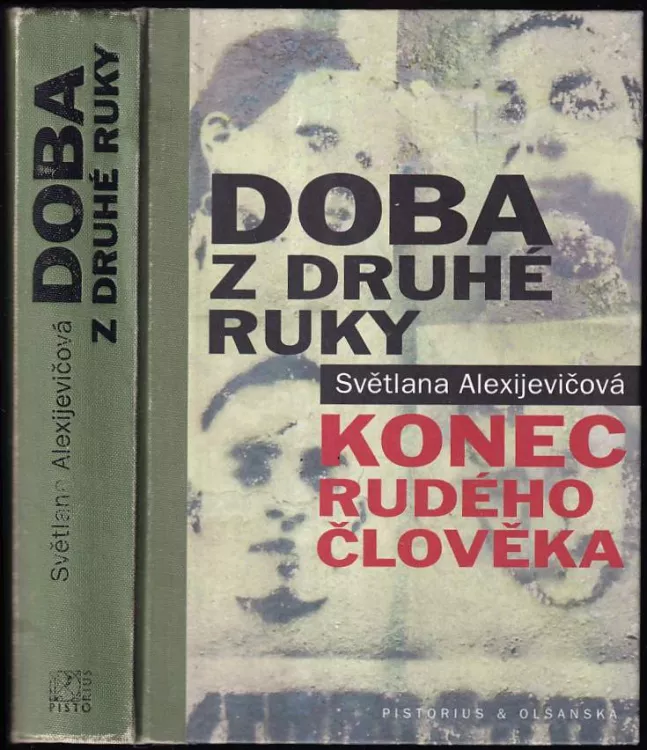 DOBA
Z DRUHÉ RUKY
Světlana Alexijevičová
PISTORIUS
DOBA
Z DRUHÉ
RUKY
Světlana Alexijevičová
KONEC
RUDÉHO
ČLOVĚKA
PISTORIUS & OLŠANSKÁ